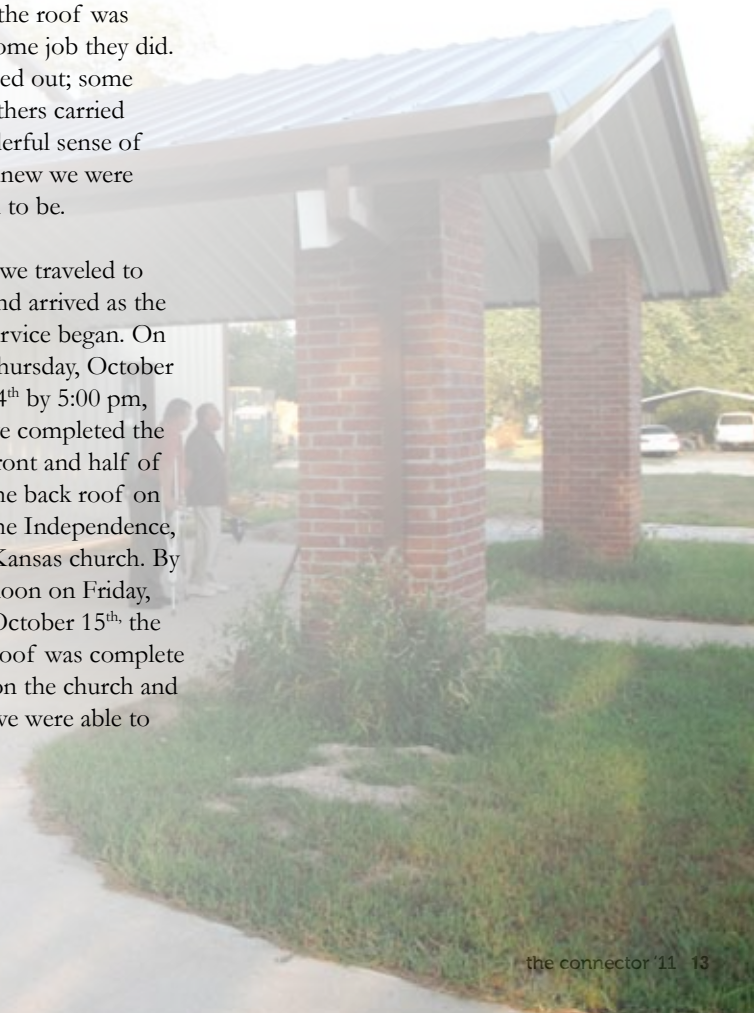 the roof was
ome job they did.
ed out; some
thers carried
lerful sense of
new we were
to be.
we traveled to
nd arrived as the
rvice began. On
hursday, October
4th by 5:00 pm,
e completed the
ront and half of
he back roof on
he Independence,
Kansas church. By
oon on Friday,
October 15th, the
oof was complete
on the church and
we were able to
the connector '11 13